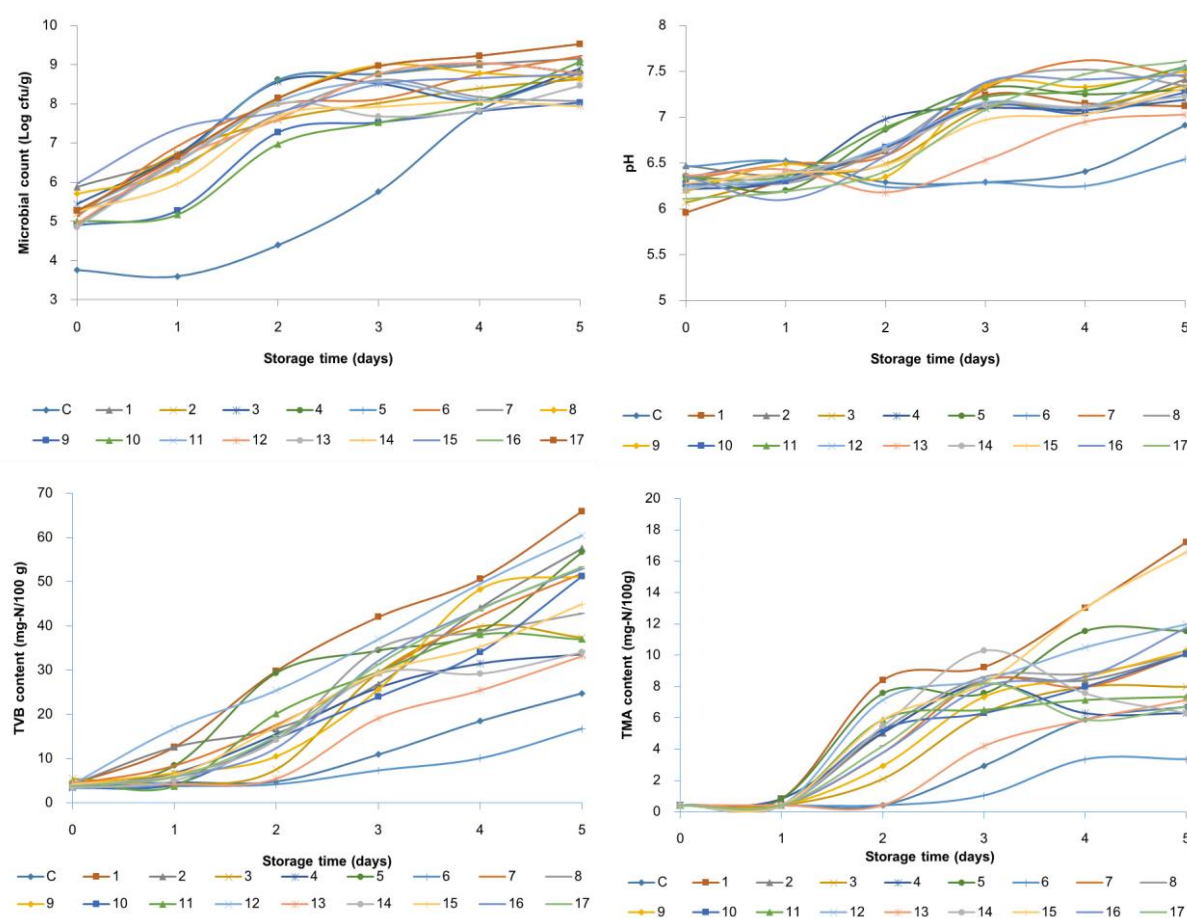 10
9
8
7
6
5
4
3
Microbial count (Log cfu/g)
0 1 2 3 4 5
Storage time (days)
C 1 2 3 4 5 6 7 8
9 10 11 12 13 14 15 16 17
8
7.5
7
6.5
6
5.5
5
pH
0 1 2 3 4 5
Storage time (days)
C 1 2 3 4 5 6 7 8
9 10 11 12 13 14 15 16 17
70
60
50
40
30
20
10
0
TVB content (mg-N/100 g)
0 1 2 3 4 5
Storage time (days)
C 1 2 3 4 5 6 7 8
9 10 11 12 13 14 15 16 17
20
18
16
14
12
10
8
6
4
2
0
TMA content (mg-N/100g)
0 1 2 3 4 5
Storage time (days)
C 1 2 3 4 5 6 7 8
9 10 11 12 13 14 15 16 17